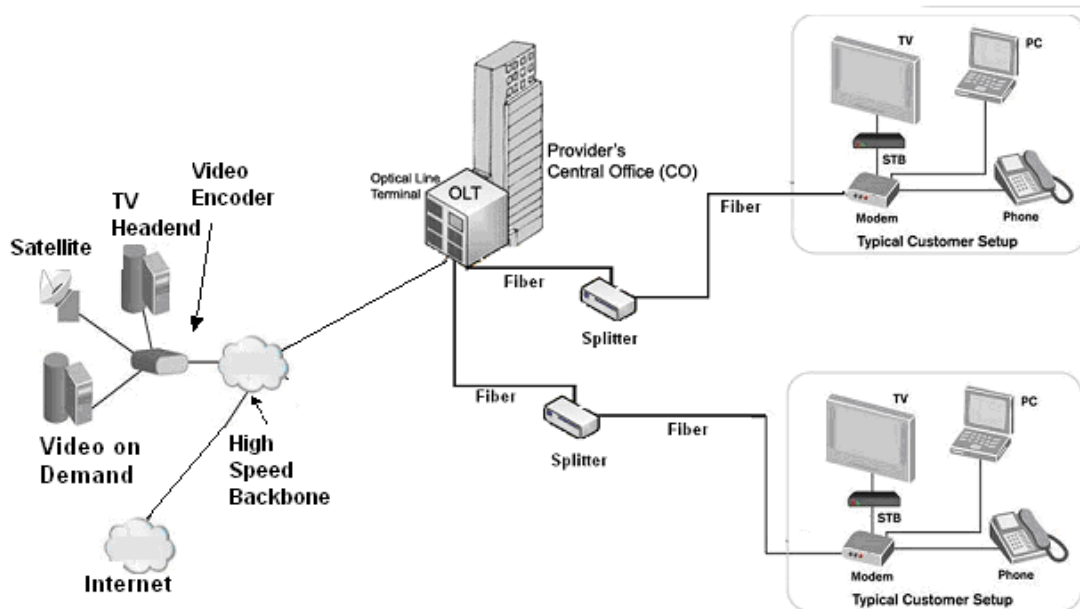 TV
PC
STB
Modem
Phone
Typical Customer Setup
Provider's
Central Office (CO)
Optical Line
Terminal
OLT
Video
Encoder
TV
Headend
Satellite
Fiber
Fiber
Splitter
Fiber
Fiber
Splitter
Video on
Demand
High
Speed
Backbone
Internet
TV
PC
STB
Modem
Phone
Typical Customer Setup